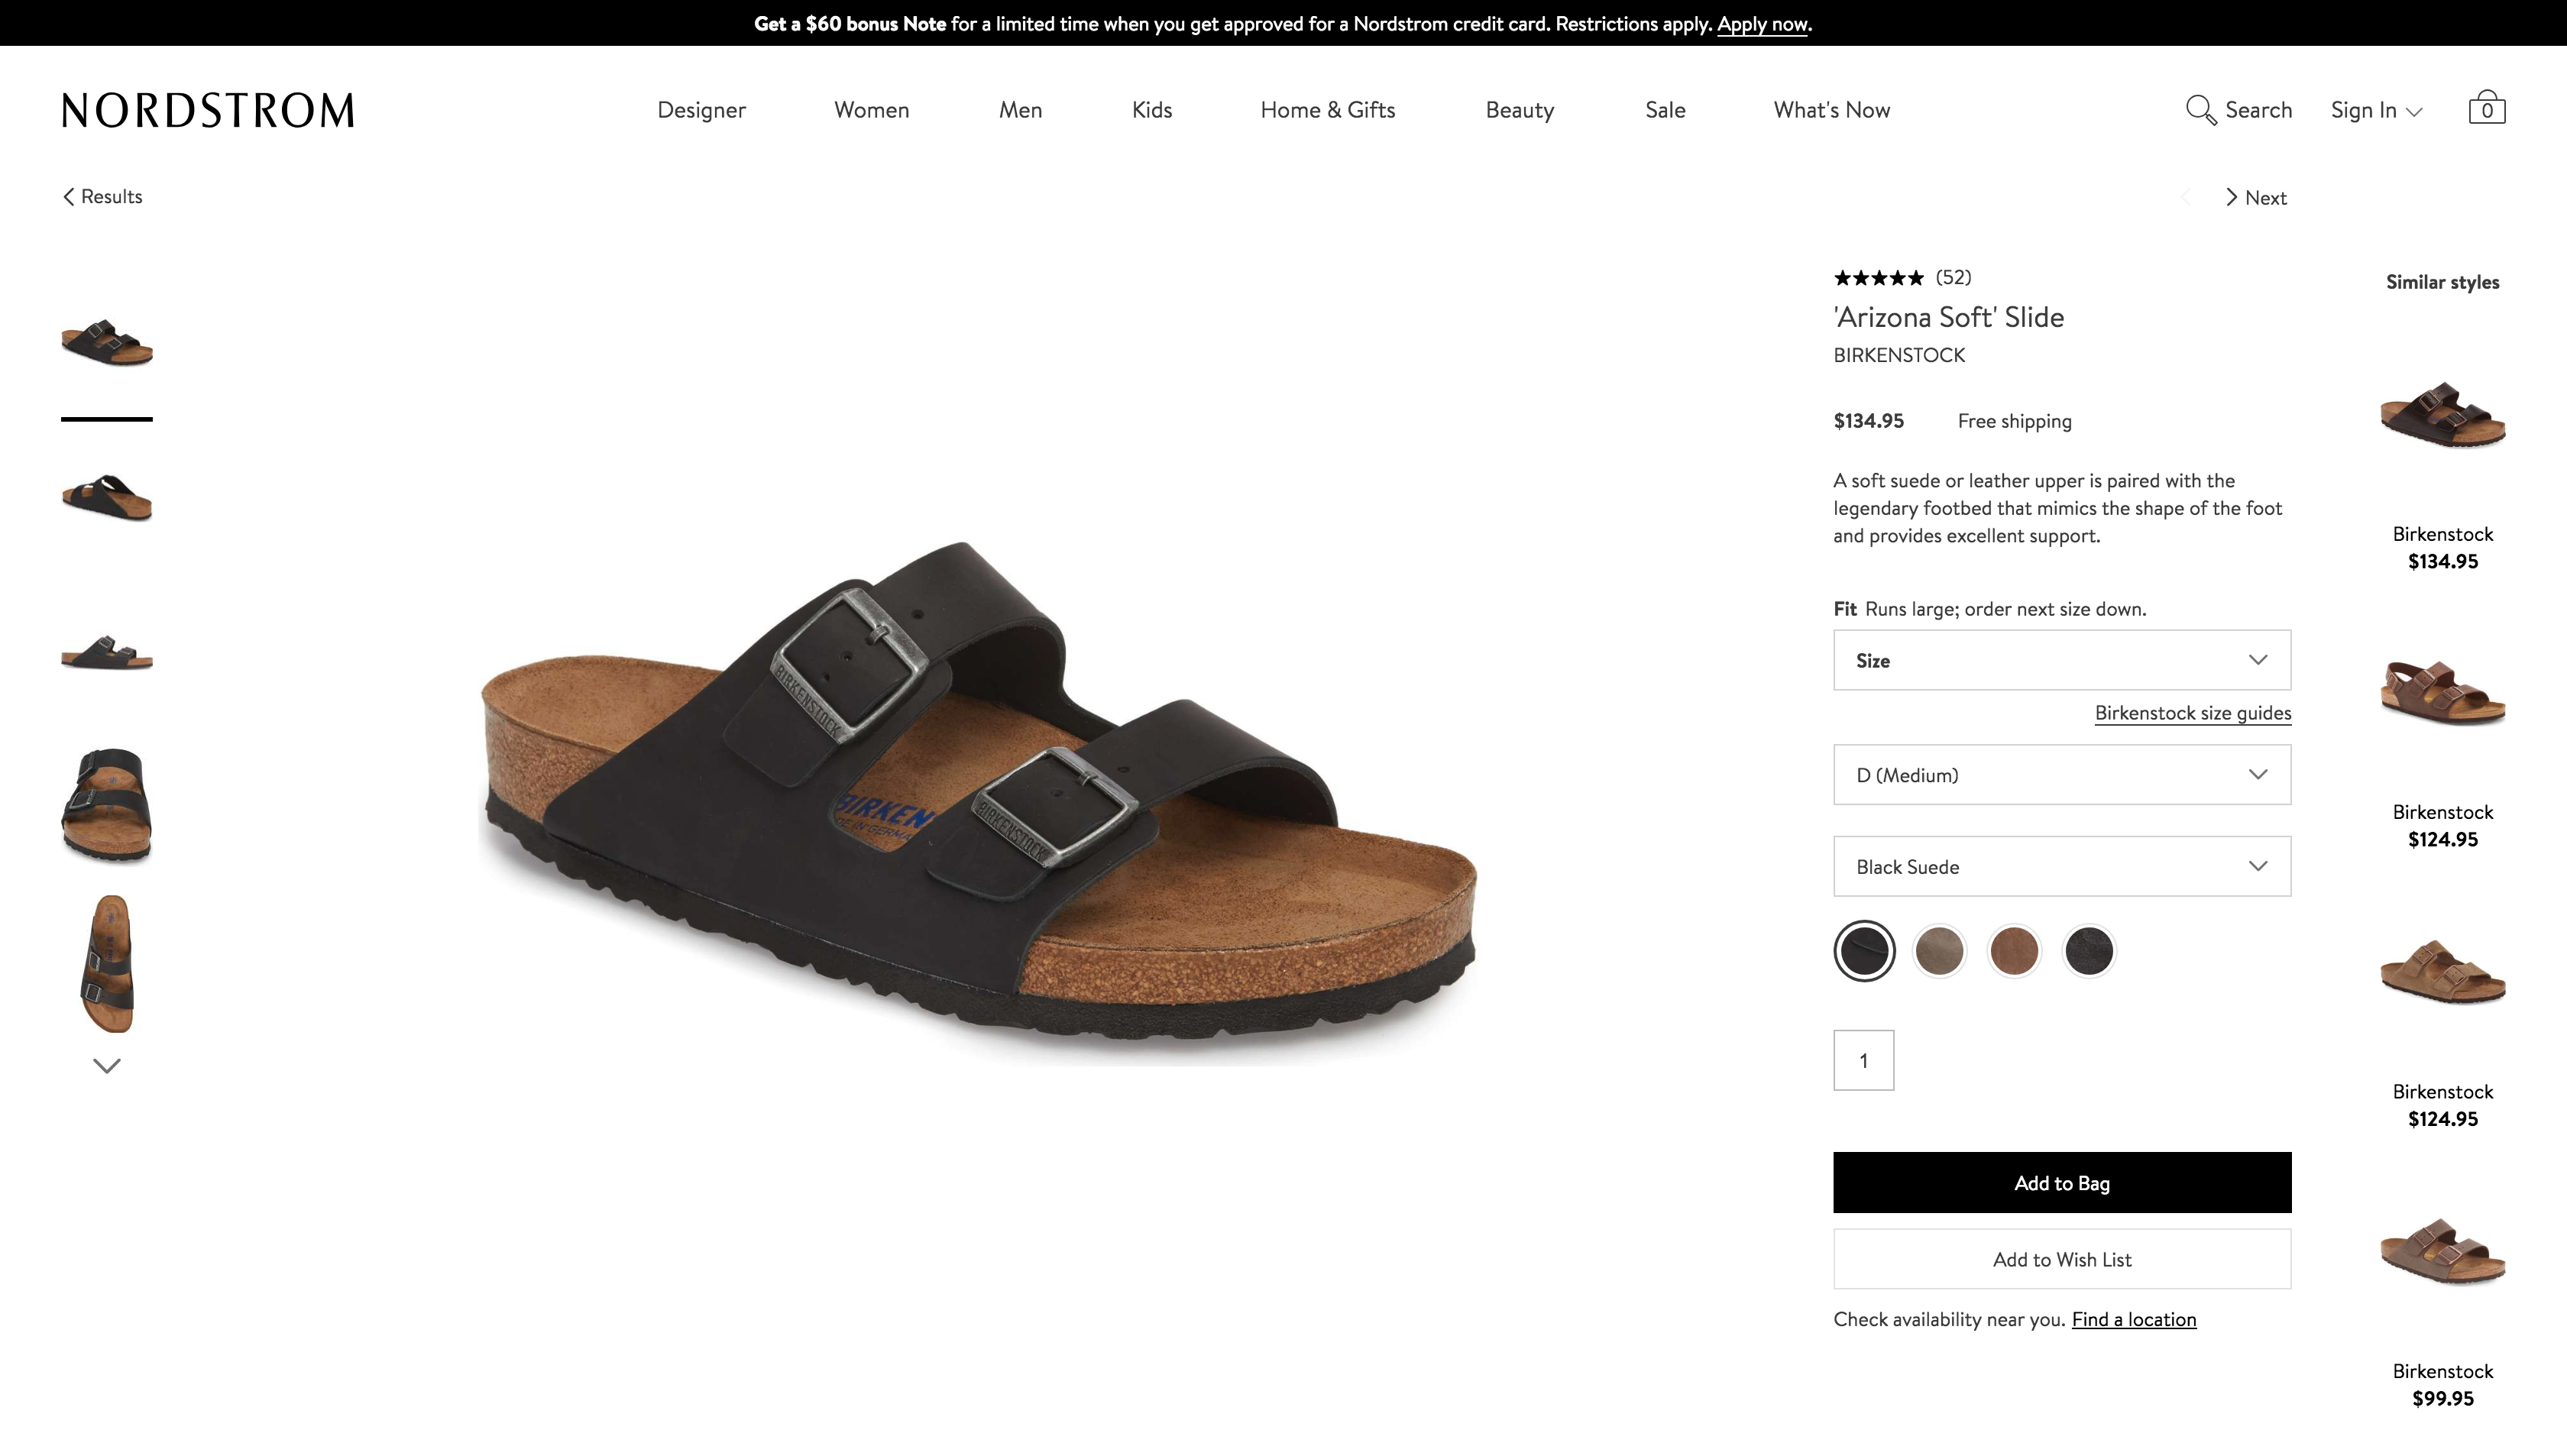 Get a $60 bonus Note for a limited time when you get approved for a Nordstrom credit card. Restrictions apply. Apply now.
NORDSTROM
Designer
Women
Men
Kids
Home & Gifts
Beauty
Sale
What's Now
Search
Sign In
0
Results
Next
(52)
'Arizona Soft' Slide
BIRKENSTOCK
$134.95 Free shipping
A soft suede or leather upper is paired with the
legendary footbed that mimics the shape of the foot
and provides excellent support.
Fit Runs large; order next size down.
Size
Birkenstock size guides
D (Medium)
Black Suede
1
Add to Bag
Add to Wish List
Check availability near you. Find a location
Similar styles
Birkenstock
$134.95
Birkenstock
$124.95
Birkenstock
$124.95
Birkenstock
$99.95
BIRKENSTOCK
BIRKENSTOCK
BIRKEN